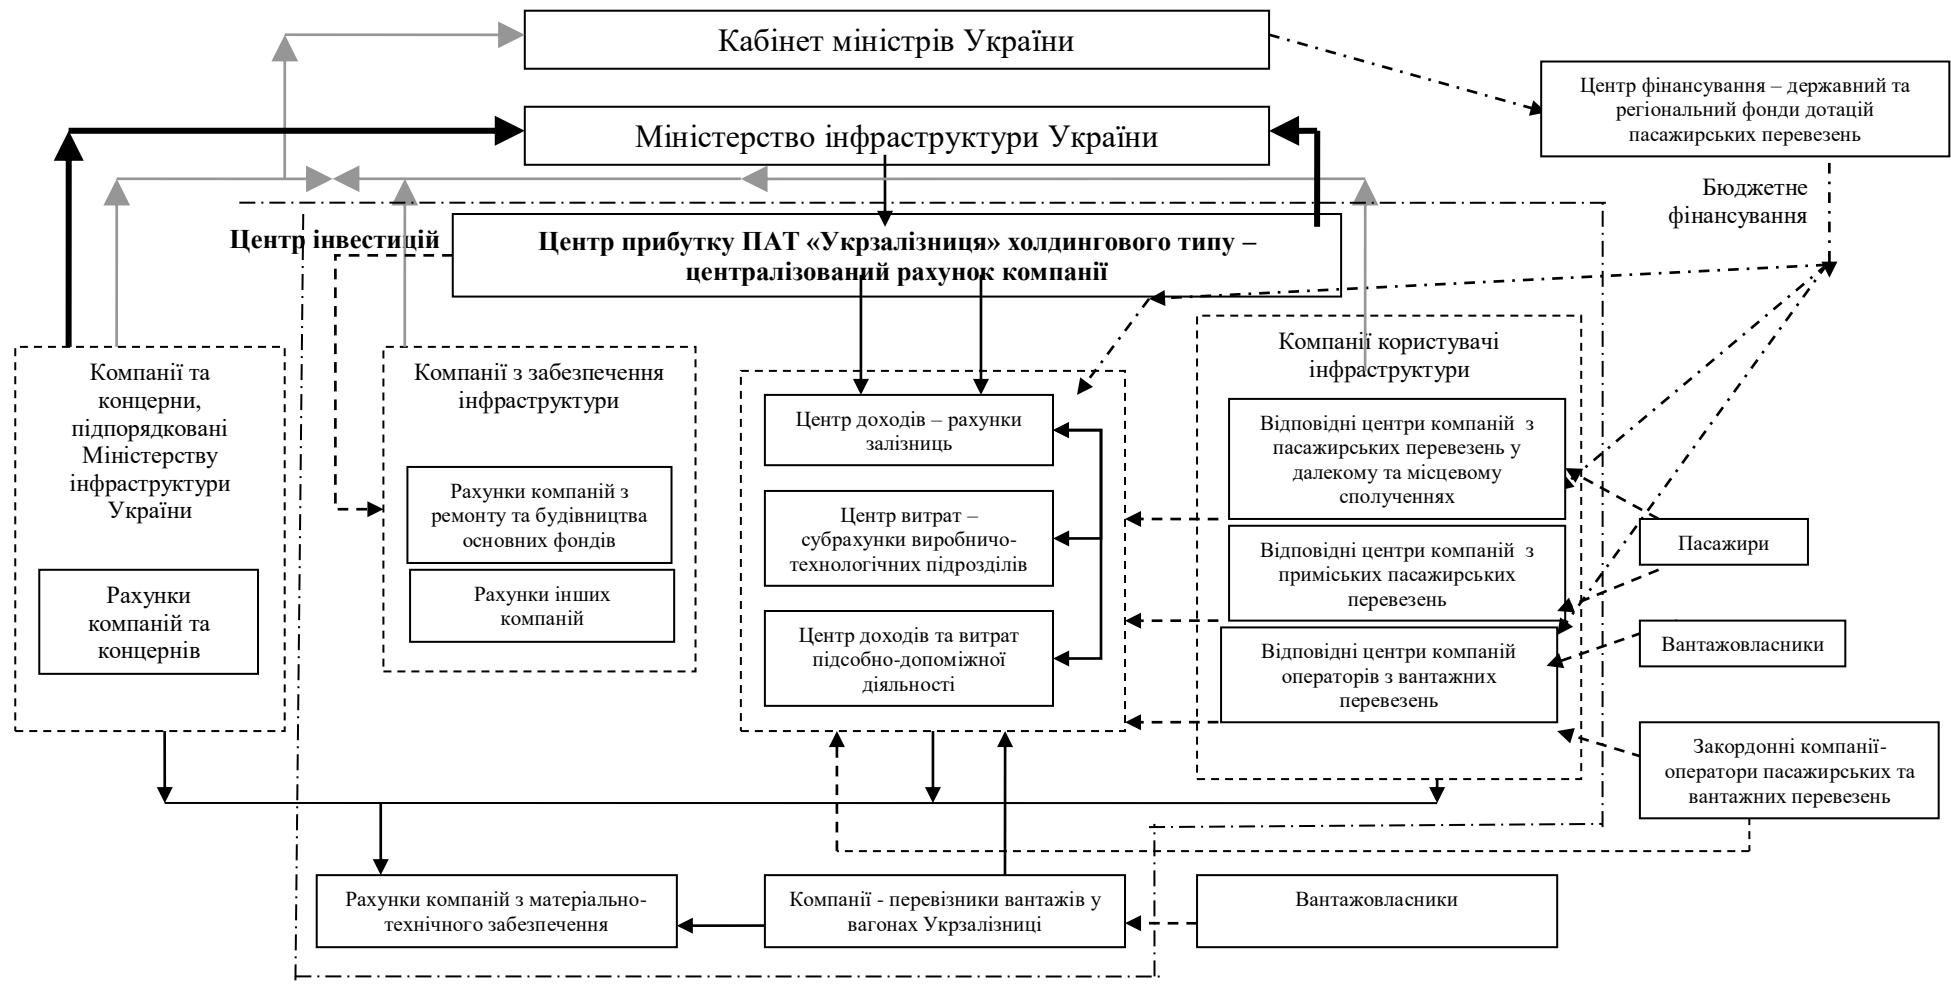 Кабінет міністрів України
Центр фінансування – державний та
регіональний фонди дотацій
пасажирських перевезень
Міністерство інфраструктури України
Бюджетне
фінансування
Центр інвестицій
Центр прибутку ПАТ «Укрзалізниця» холдингового типу –
централізований рахунок компанії
Компанії та
концерни,
підпорядковані
Міністерству
інфраструктури
України
Рахунки
компаній та
концернів
Компанії з забезпечення
інфраструктури
Рахунки компаній з
ремонту та будівництва
основних фондів
Рахунки інших
компаній
Центр доходів – рахунки
залізниць
Центр витрат –
субрахунки виробничо-
технологічних підрозділів
Центр доходів та витрат
підсобно-допоміжної
діяльності
Компанії користувачі
інфраструктури
Відповідні центри компаній з
пасажирських перевезень у
далекому та місцевому
сполученнях
Відповідні центри компаній з
приміських пасажирських
перевезень
Відповідні центри компаній
операторів з вантажних
перевезень
Пасажири
Вантажовласники
Закордонні компанії-
оператори пасажирських та
вантажних перевезень
Рахунки компаній з матеріально-
технічного забезпечення
Компанії - перевізники вантажів у
вагонах Укрзалізниці
Вантажовласники